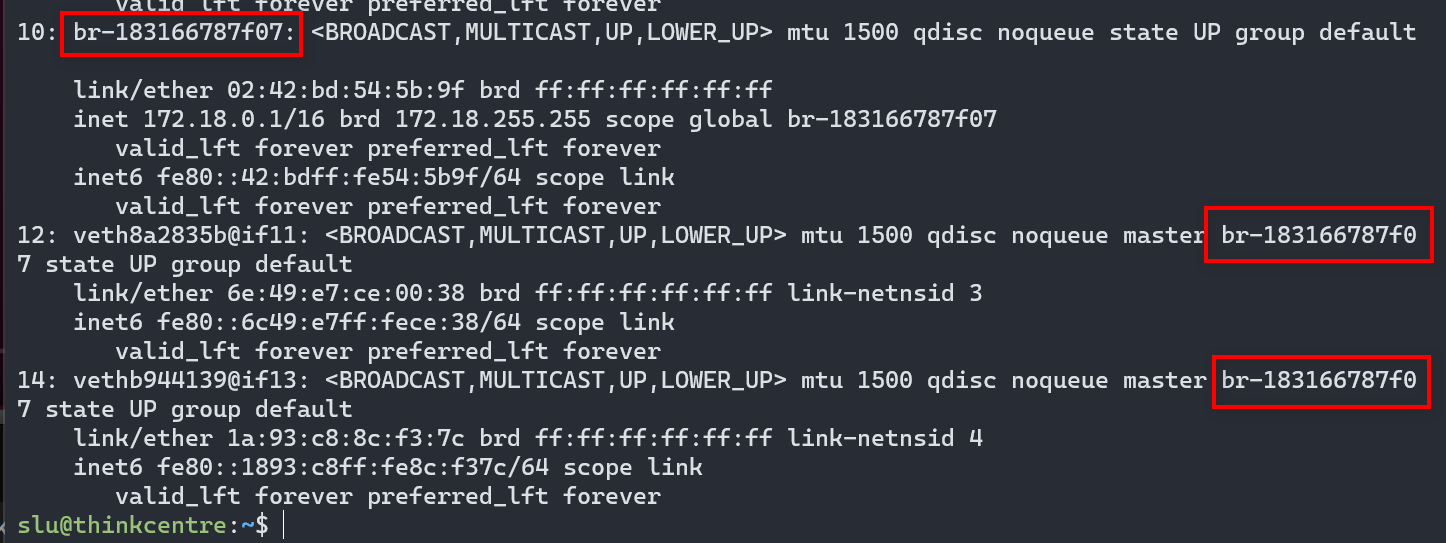 valid_lft forever preferred_lft forever
10: br-183166787f07: <BROADCAST,MULTICAST,UP,LOWER_UP> mtu 1500 qdisc noqueue state UP group default
link/ether 02:42:bd:54:5b:9f brd ff:ff:ff:ff:ff:ff
inet 172.18.0.1/16 brd 172.18.255.255 scope global br-183166787f07
valid_lft forever preferred_lft forever
inet6 fe80::42:bdff:fe54:5b9f/64 scope link
valid_lft forever preferred_lft forever
12: veth8a2835b@if11: <BROADCAST,MULTICAST,UP,LOWER_UP> mtu 1500 qdisc noqueue master br-183166787f0
7 state UP group default
link/ether 6e:49:e7:ce:00:38 brd ff:ff:ff:ff:ff:ff link-netnsid 3
inet6 fe80::6c49:e7ff:fece:38/64 scope link
valid_lft forever preferred_lft forever
14: vethb944139@if13: <BROADCAST,MULTICAST,UP,LOWER_UP> mtu 1500 qdisc noqueue master br-183166787f0
7 state UP group default
link/ether 1a:93:c8:8c:f3:7c brd ff:ff:ff:ff:ff:ff link-netnsid 4
inet6 fe80::1893:c8ff:fe8c:f37c/64 scope link
valid_lft forever preferred_lft forever
slu@thinkcentre:~$